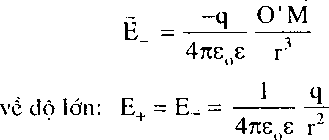 Ē₋ = -q / 4πε₀ε O'M / r³
về độ lớn: E₊ = E₋ = 1 / 4πε₀ε q / r²